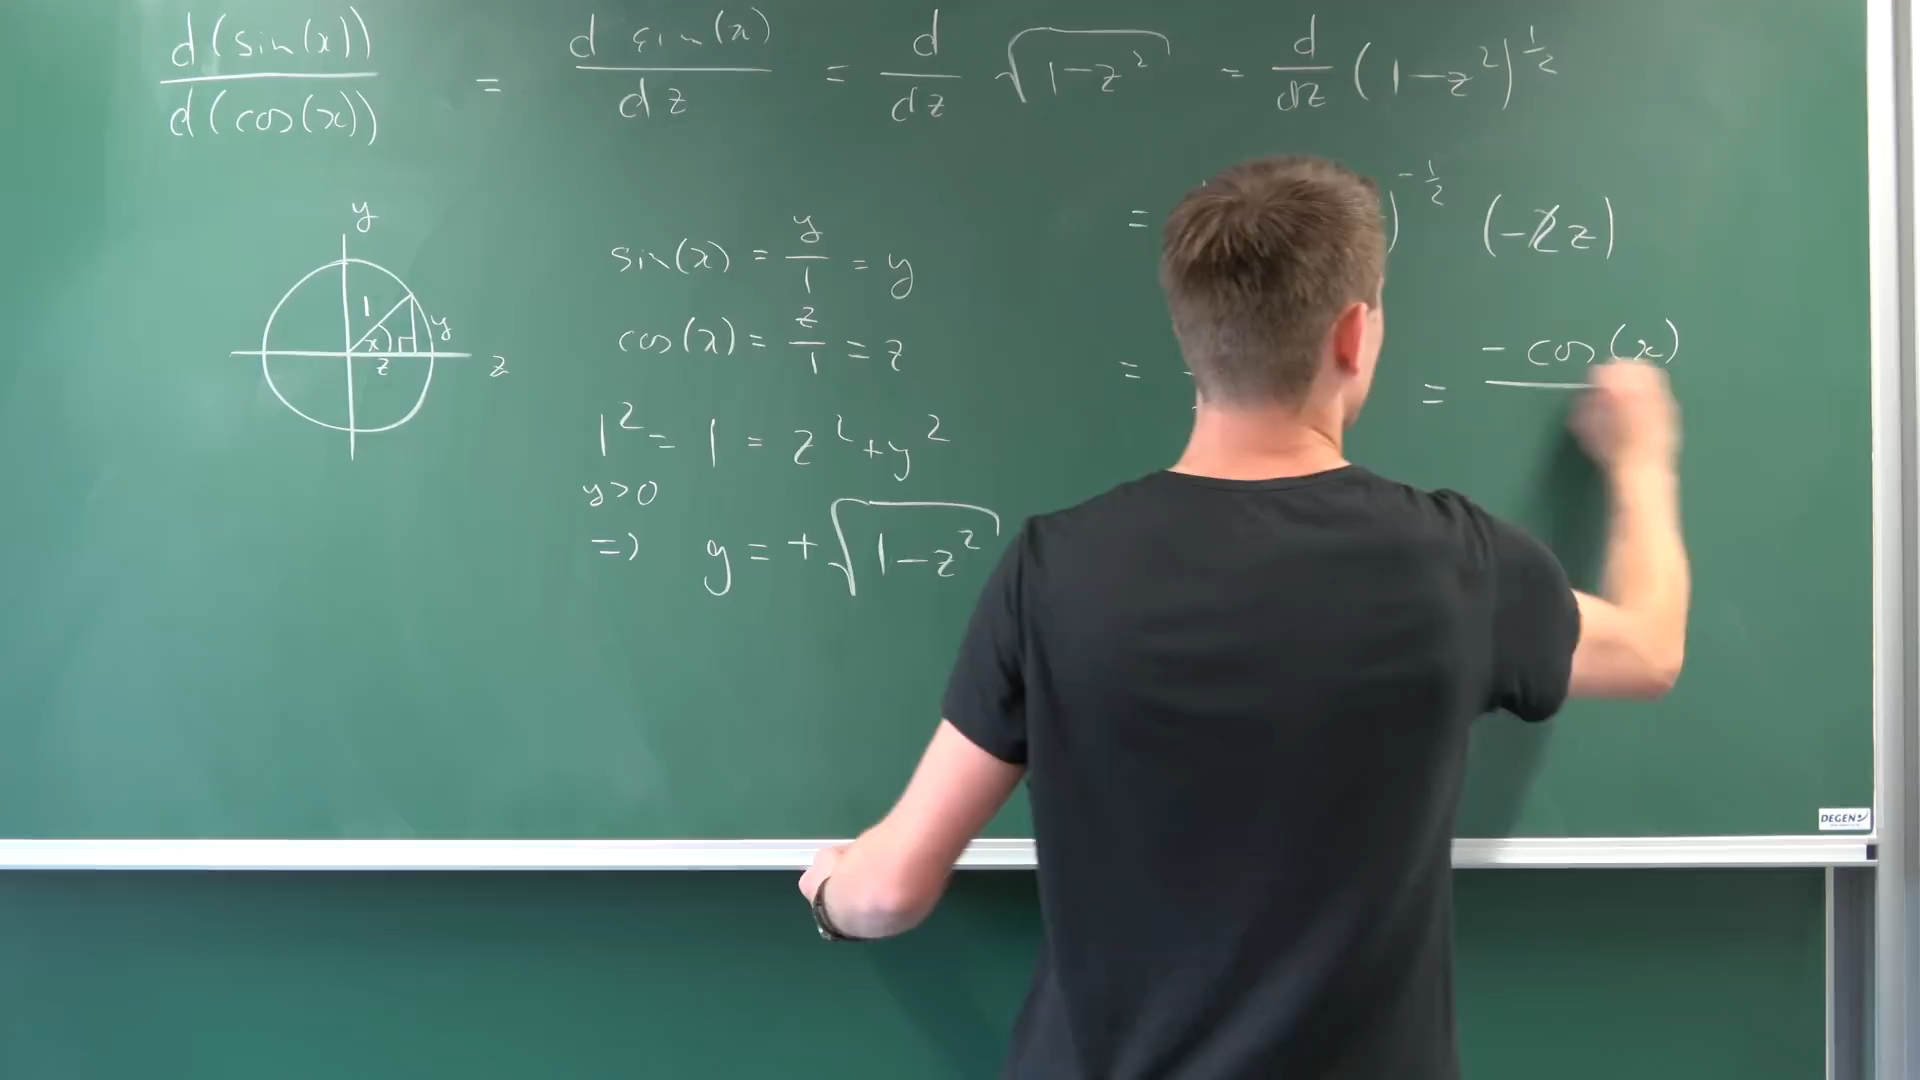 d(sin(x)) / d(cos(x)) = d sin(x) / dz = d/dz √(1-z²) = d/dz (1-z²)^(1/2)
= )^(-1/2) (-2z)
y
sin(x) = y/1 = y
1 y
x z z
cos(x) = z/1 = z
= = - cos(x)
1² = 1 = z² + y²
y>0
=> y = +√(1-z²)
DEGEN